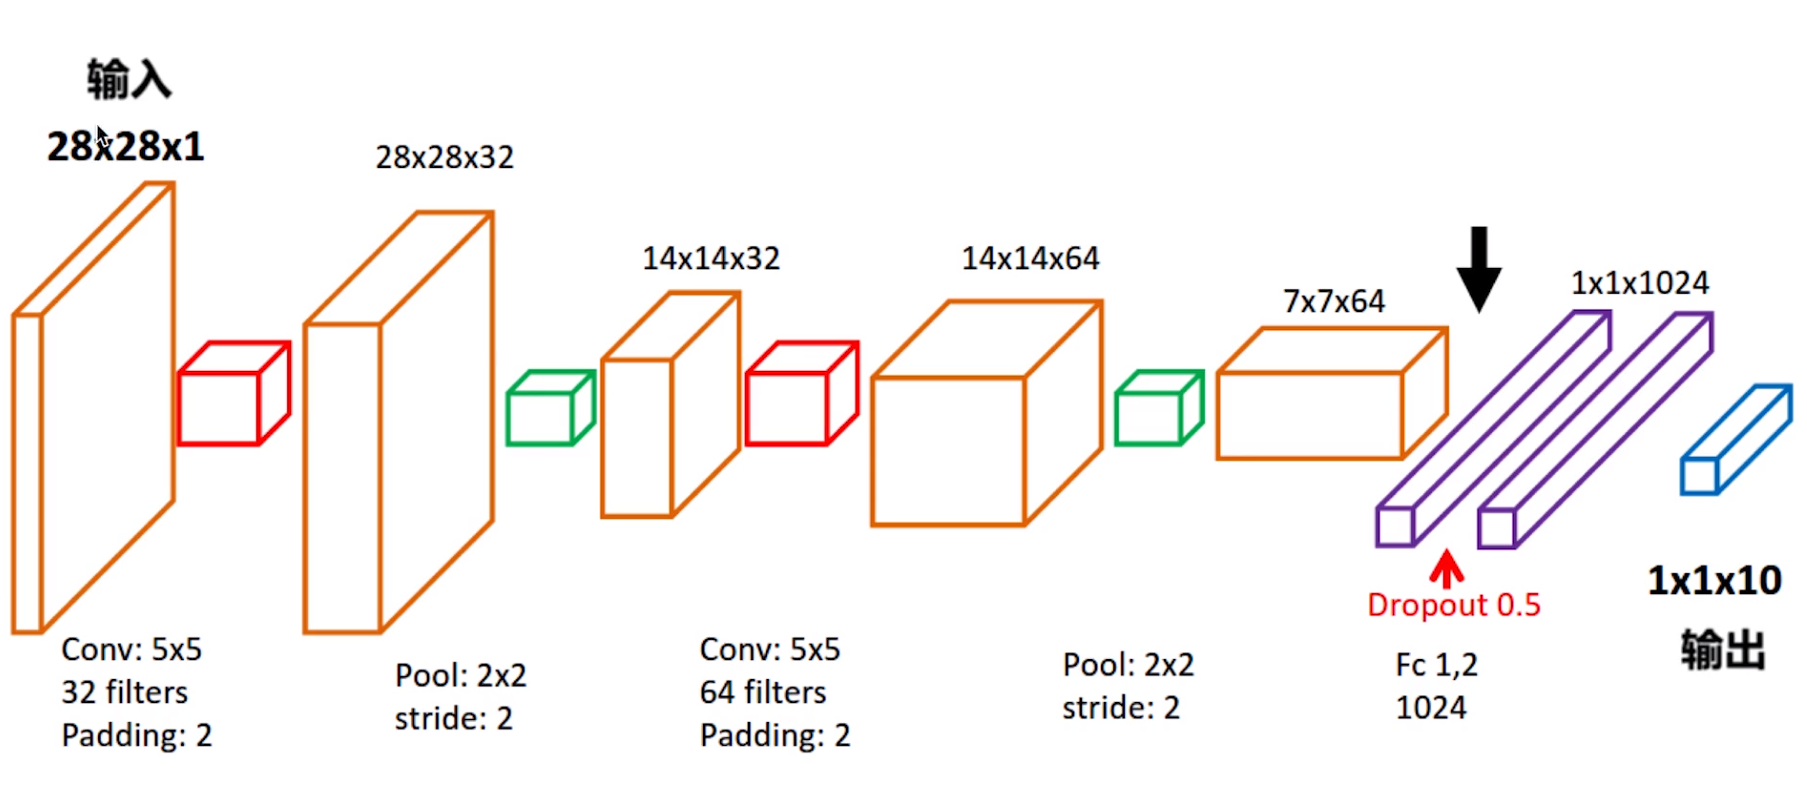 输入
28x28x1
28x28x32
14x14x32
14x14x64
7x7x64
1x1x1024
Conv: 5x5
32 filters
Padding: 2
Pool: 2x2
stride: 2
Conv: 5x5
64 filters
Padding: 2
Pool: 2x2
stride: 2
Dropout 0.5
Fc 1,2
1024
1x1x10
输出